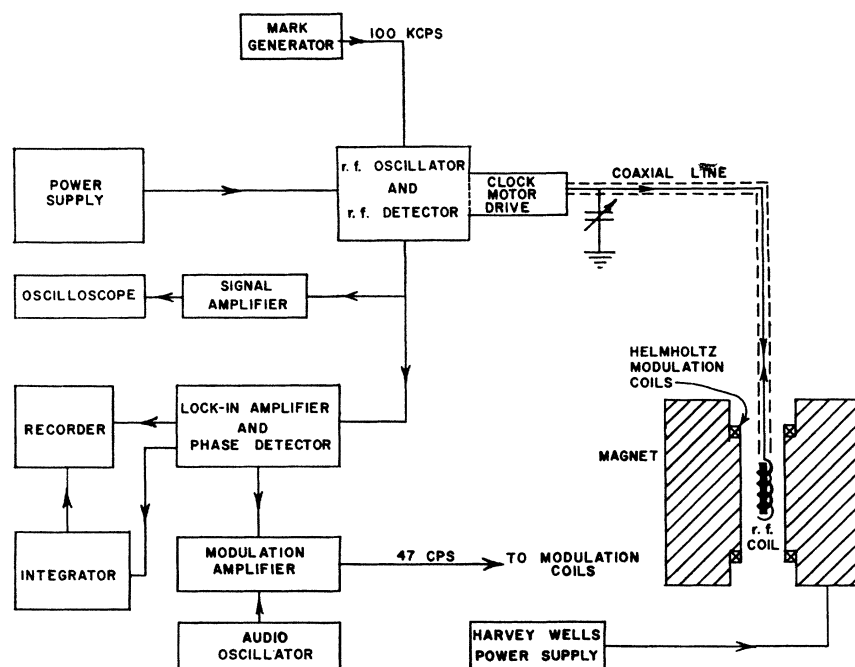 MARK
GENERATOR
100 KCPS
r.f. OSCILLATOR
AND
r.f. DETECTOR
CLOCK
MOTOR
DRIVE
COAXIAL LINE
POWER
SUPPLY
OSCILLOSCOPE
SIGNAL
AMPLIFIER
HELMHOLTZ
MODULATION
COILS
RECORDER
LOCK-IN AMPLIFIER
AND
PHASE DETECTOR
MAGNET
r.f.
COIL
INTEGRATOR
MODULATION
AMPLIFIER
47 CPS
TO MODULATION
COILS
AUDIO
OSCILLATOR
HARVEY WELLS
POWER SUPPLY